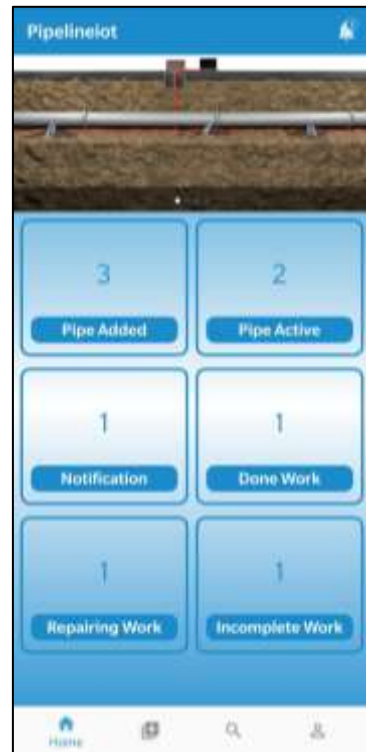 Pipelineiot
3
2
Pipe Added
Pipe Active
1
1
Notification
Done Work
1
1
Repairing Work
Incomplete Work
Home